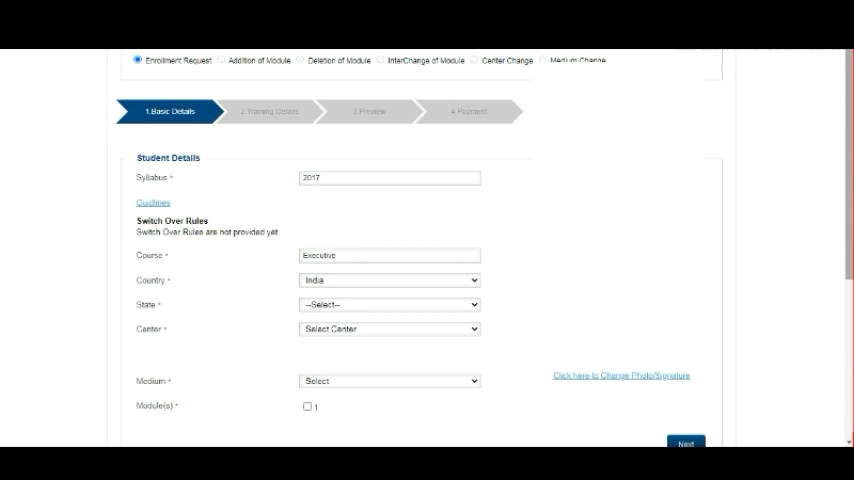 Enrollment Request Addition of Module Deletion of Module InterChange of Module Center Change Medium Change
1.Basic Details 2.Training Details 3.Preview 4.Payment
Student Details
Syllabus * 2017
Guidlines
Switch Over Rules
Switch Over Rules are not provided yet
Course * Executive
Country * India
State * --Select--
Center * Select Center
Click here to Change Photo/Signature
Medium * Select
Module(s) * 1
Next